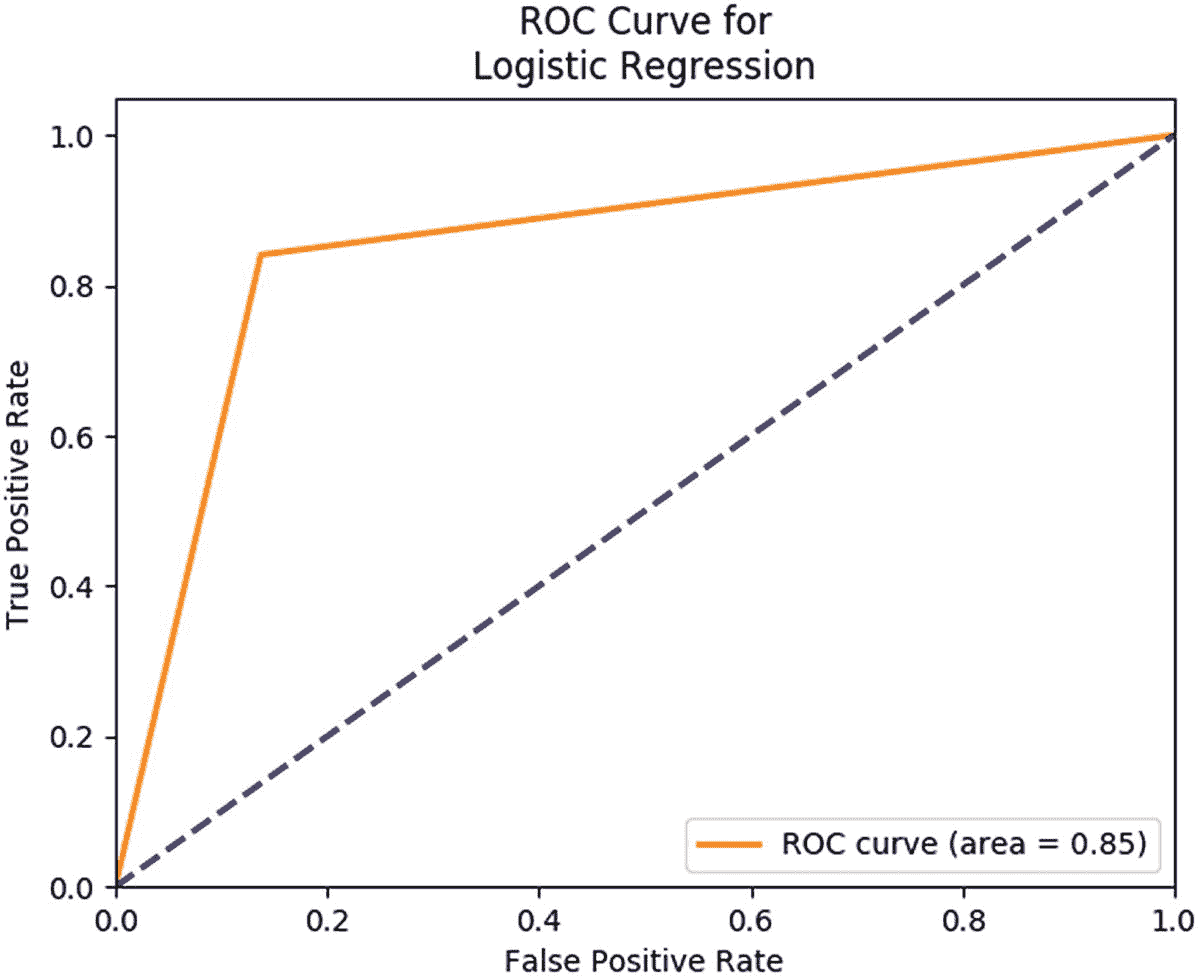 ROC Curve for
Logistic Regression
True Positive Rate
1.0
0.8
0.6
0.4
0.2
0.0
0.0 0.2 0.4 0.6 0.8 1.0
False Positive Rate
ROC curve (area = 0.85)